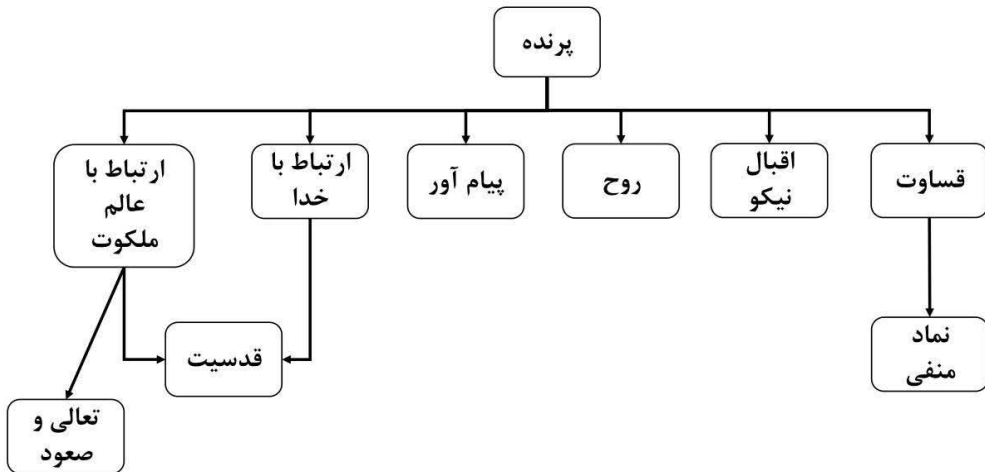 پرنده
قساوت
اقبال
نیکو
روح
پیام آور
ارتباط با
خدا
ارتباط با
عالم
ملکوت
نماد
منفی
قدسیت
تعالی و
صعود